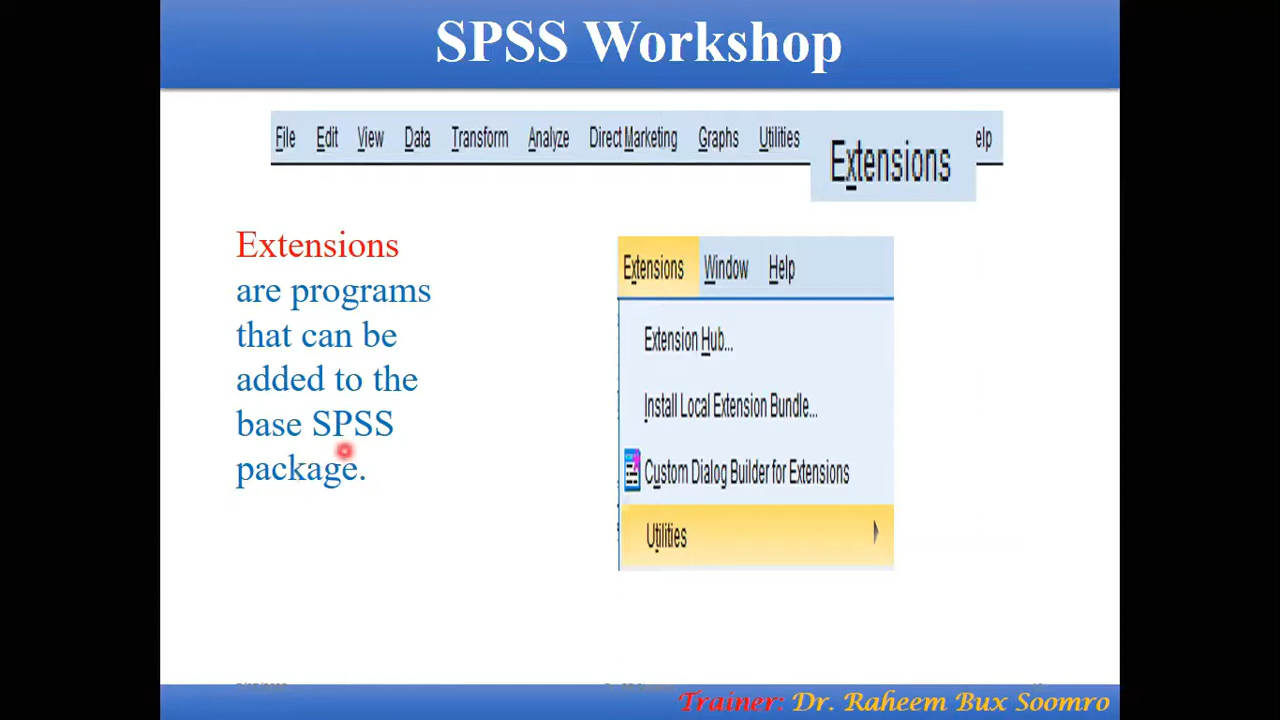 SPSS Workshop
File Edit View Data Transform Analyze Direct Marketing Graphs Utilities Extensions elp
Extensions
are programs
that can be
added to the
base SPSS
package.
Extensions Window Help
Extension Hub...
Install Local Extension Bundle...
Custom Dialog Builder for Extensions
Utilities
Trainer: Dr. Raheem Bux Soomro